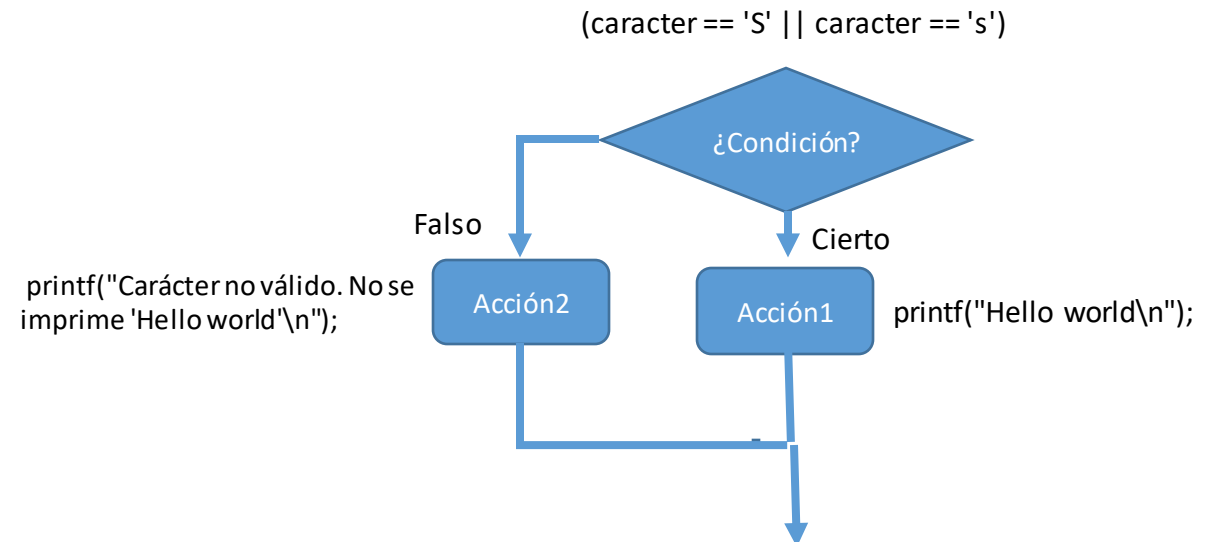 (caracter == 'S' || caracter == 's')
¿Condición?
Falso
Cierto
printf("Carácter no válido. No se
imprime 'Hello world'\n");
Acción2
Acción1
printf("Hello world\n");